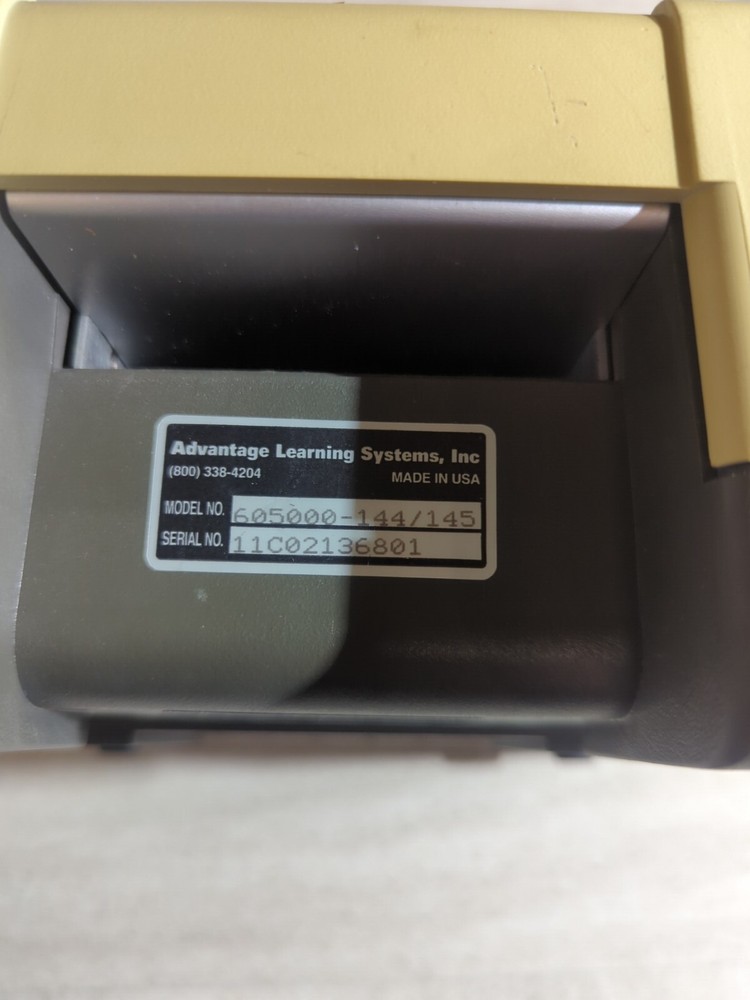 Advantage Learning Systems, Inc
(800) 338-4204 MADE IN USA
MODEL NO. 605000-144/145
SERIAL NO. 11C02136801